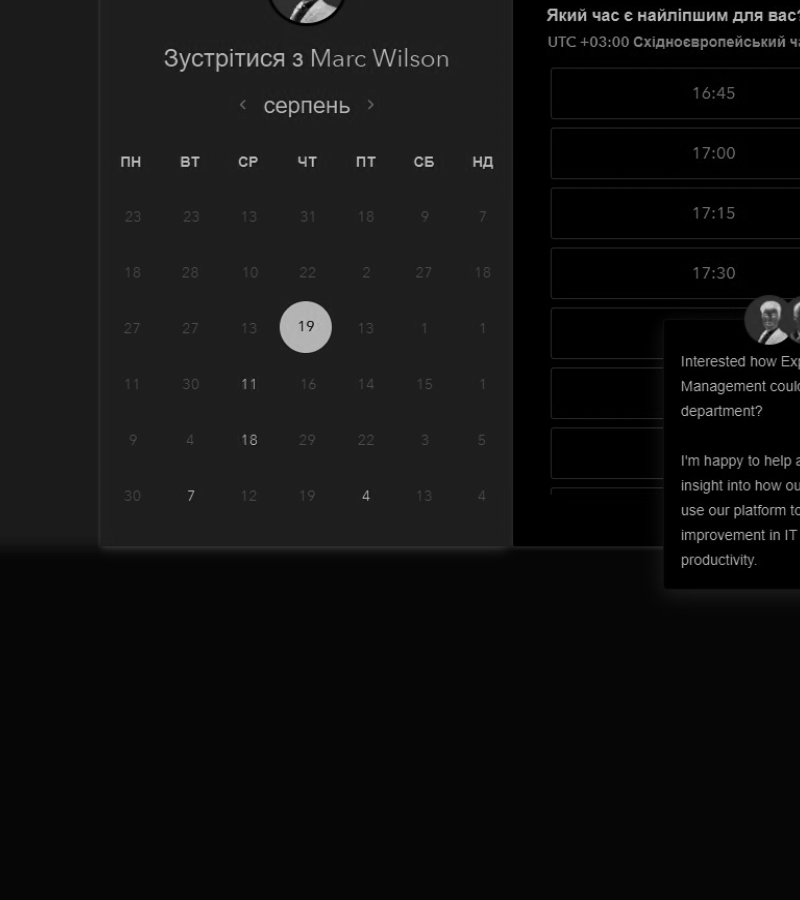 Зустрітися з Marc Wilson
серпень
ПН ВТ СР ЧТ ПТ СБ НД
23 23 13 31 18 9 7
18 28 10 22 2 27 18
27 27 13 19 13 1 1
11 30 11 16 14 15 1
9 4 18 29 22 3 5
30 7 12 19 4 13 4
Який час є найліпшим для вас?
UTC +03:00 Східноєвропейський
16:45
17:00
17:15
17:30
Interested how
Management
department?
I'm happy to help
insight into how
use our platform
improvement in IT
productivity.